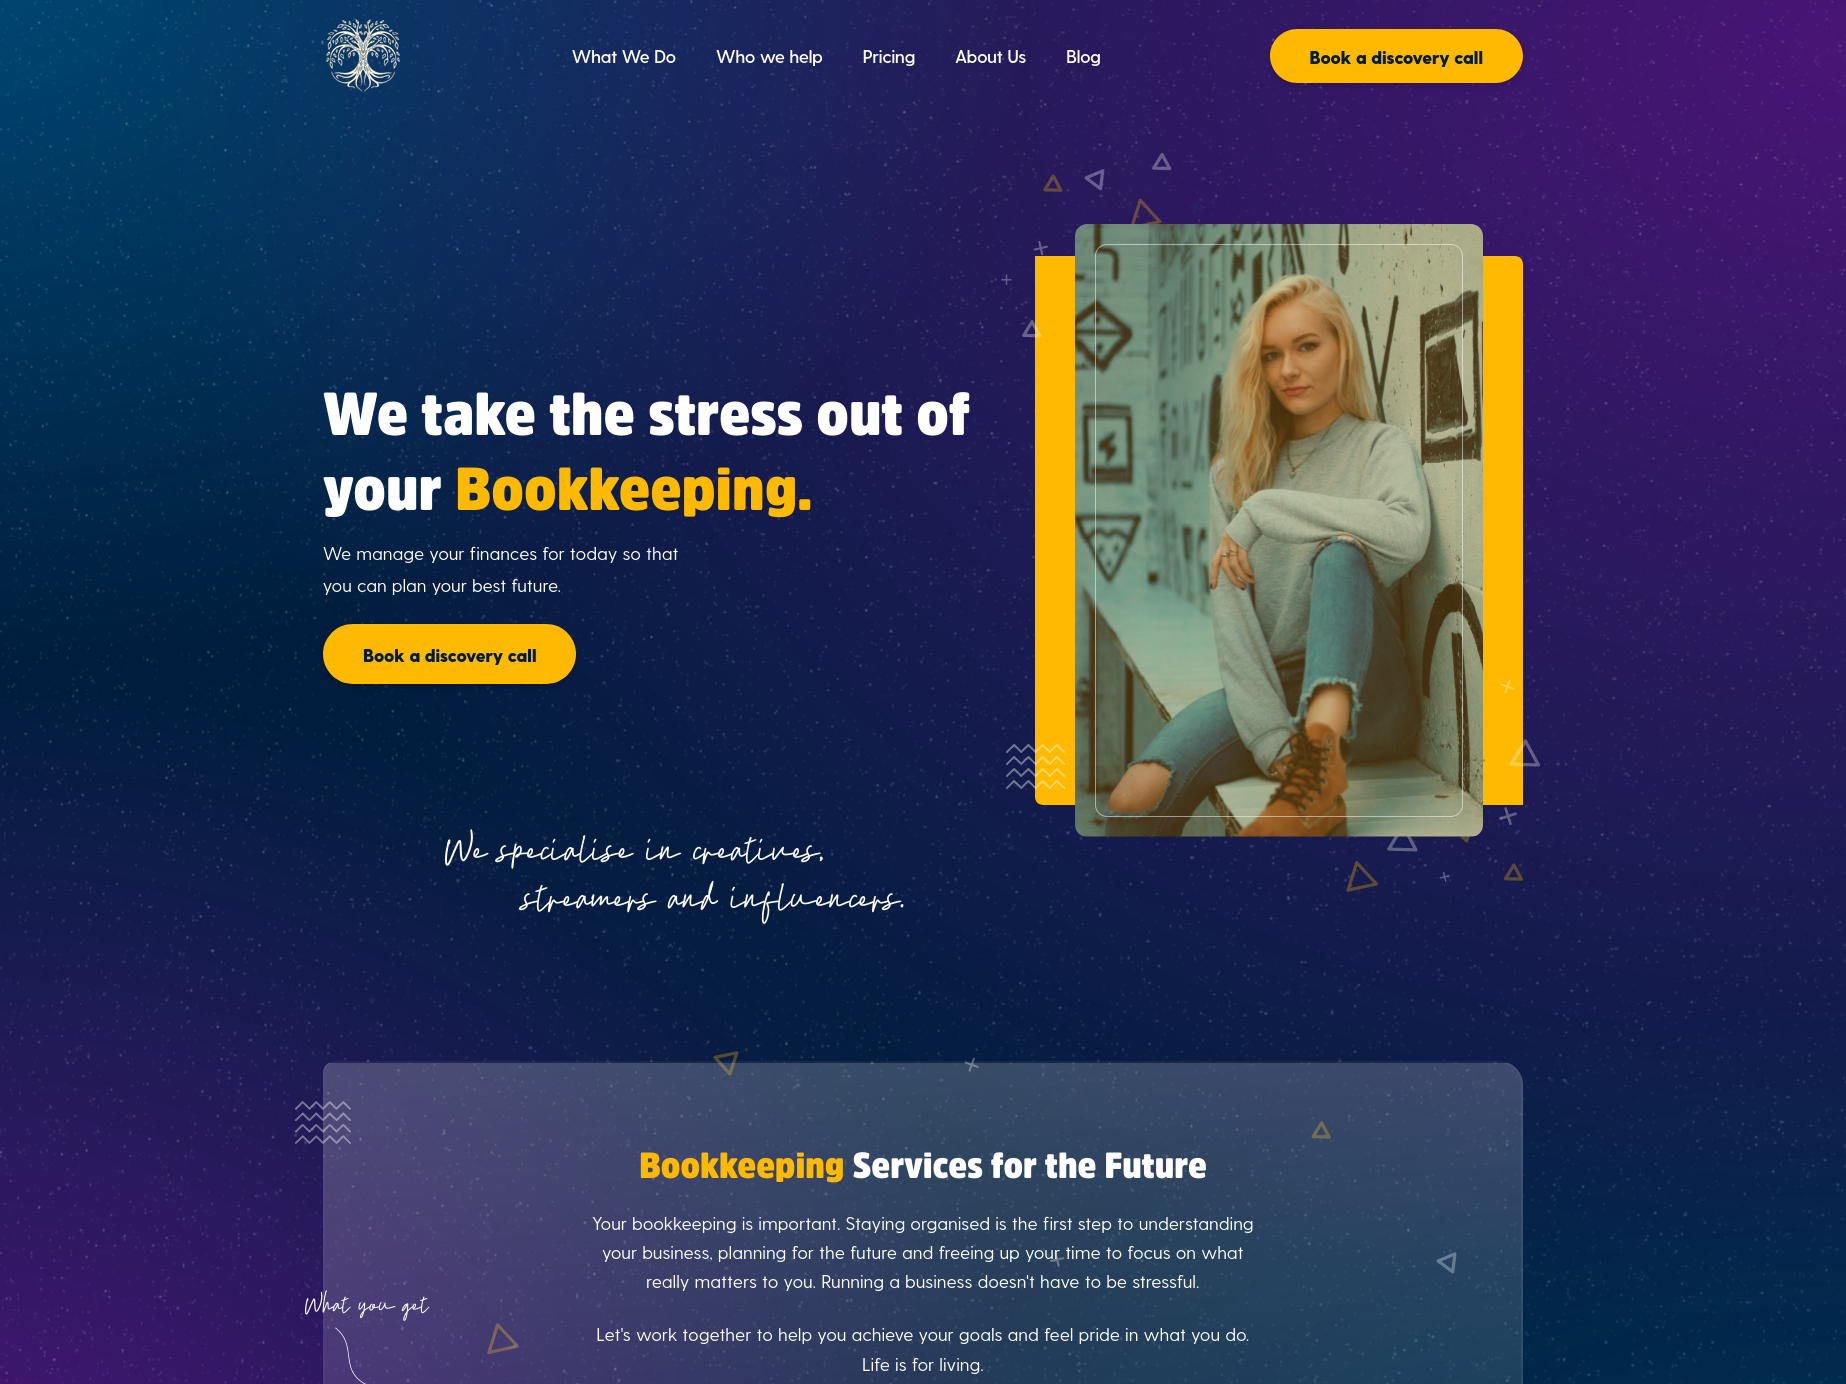 What We Do
Who we help
Pricing
About Us
Blog
Book a discovery call
We take the stress out of
your Bookkeeping.
We manage your finances for today so that
you can plan your best future.
Book a discovery call
We specialise in creatives,
streamers and influencers.
Bookkeeping Services for the Future
Your bookkeeping is important. Staying organised is the first step to understanding
your business, planning for the future and freeing up your time to focus on what
really matters to you. Running a business doesn't have to be stressful.
What you get
Let's work together to help you achieve your goals and feel pride in what you do.
Life is for living.